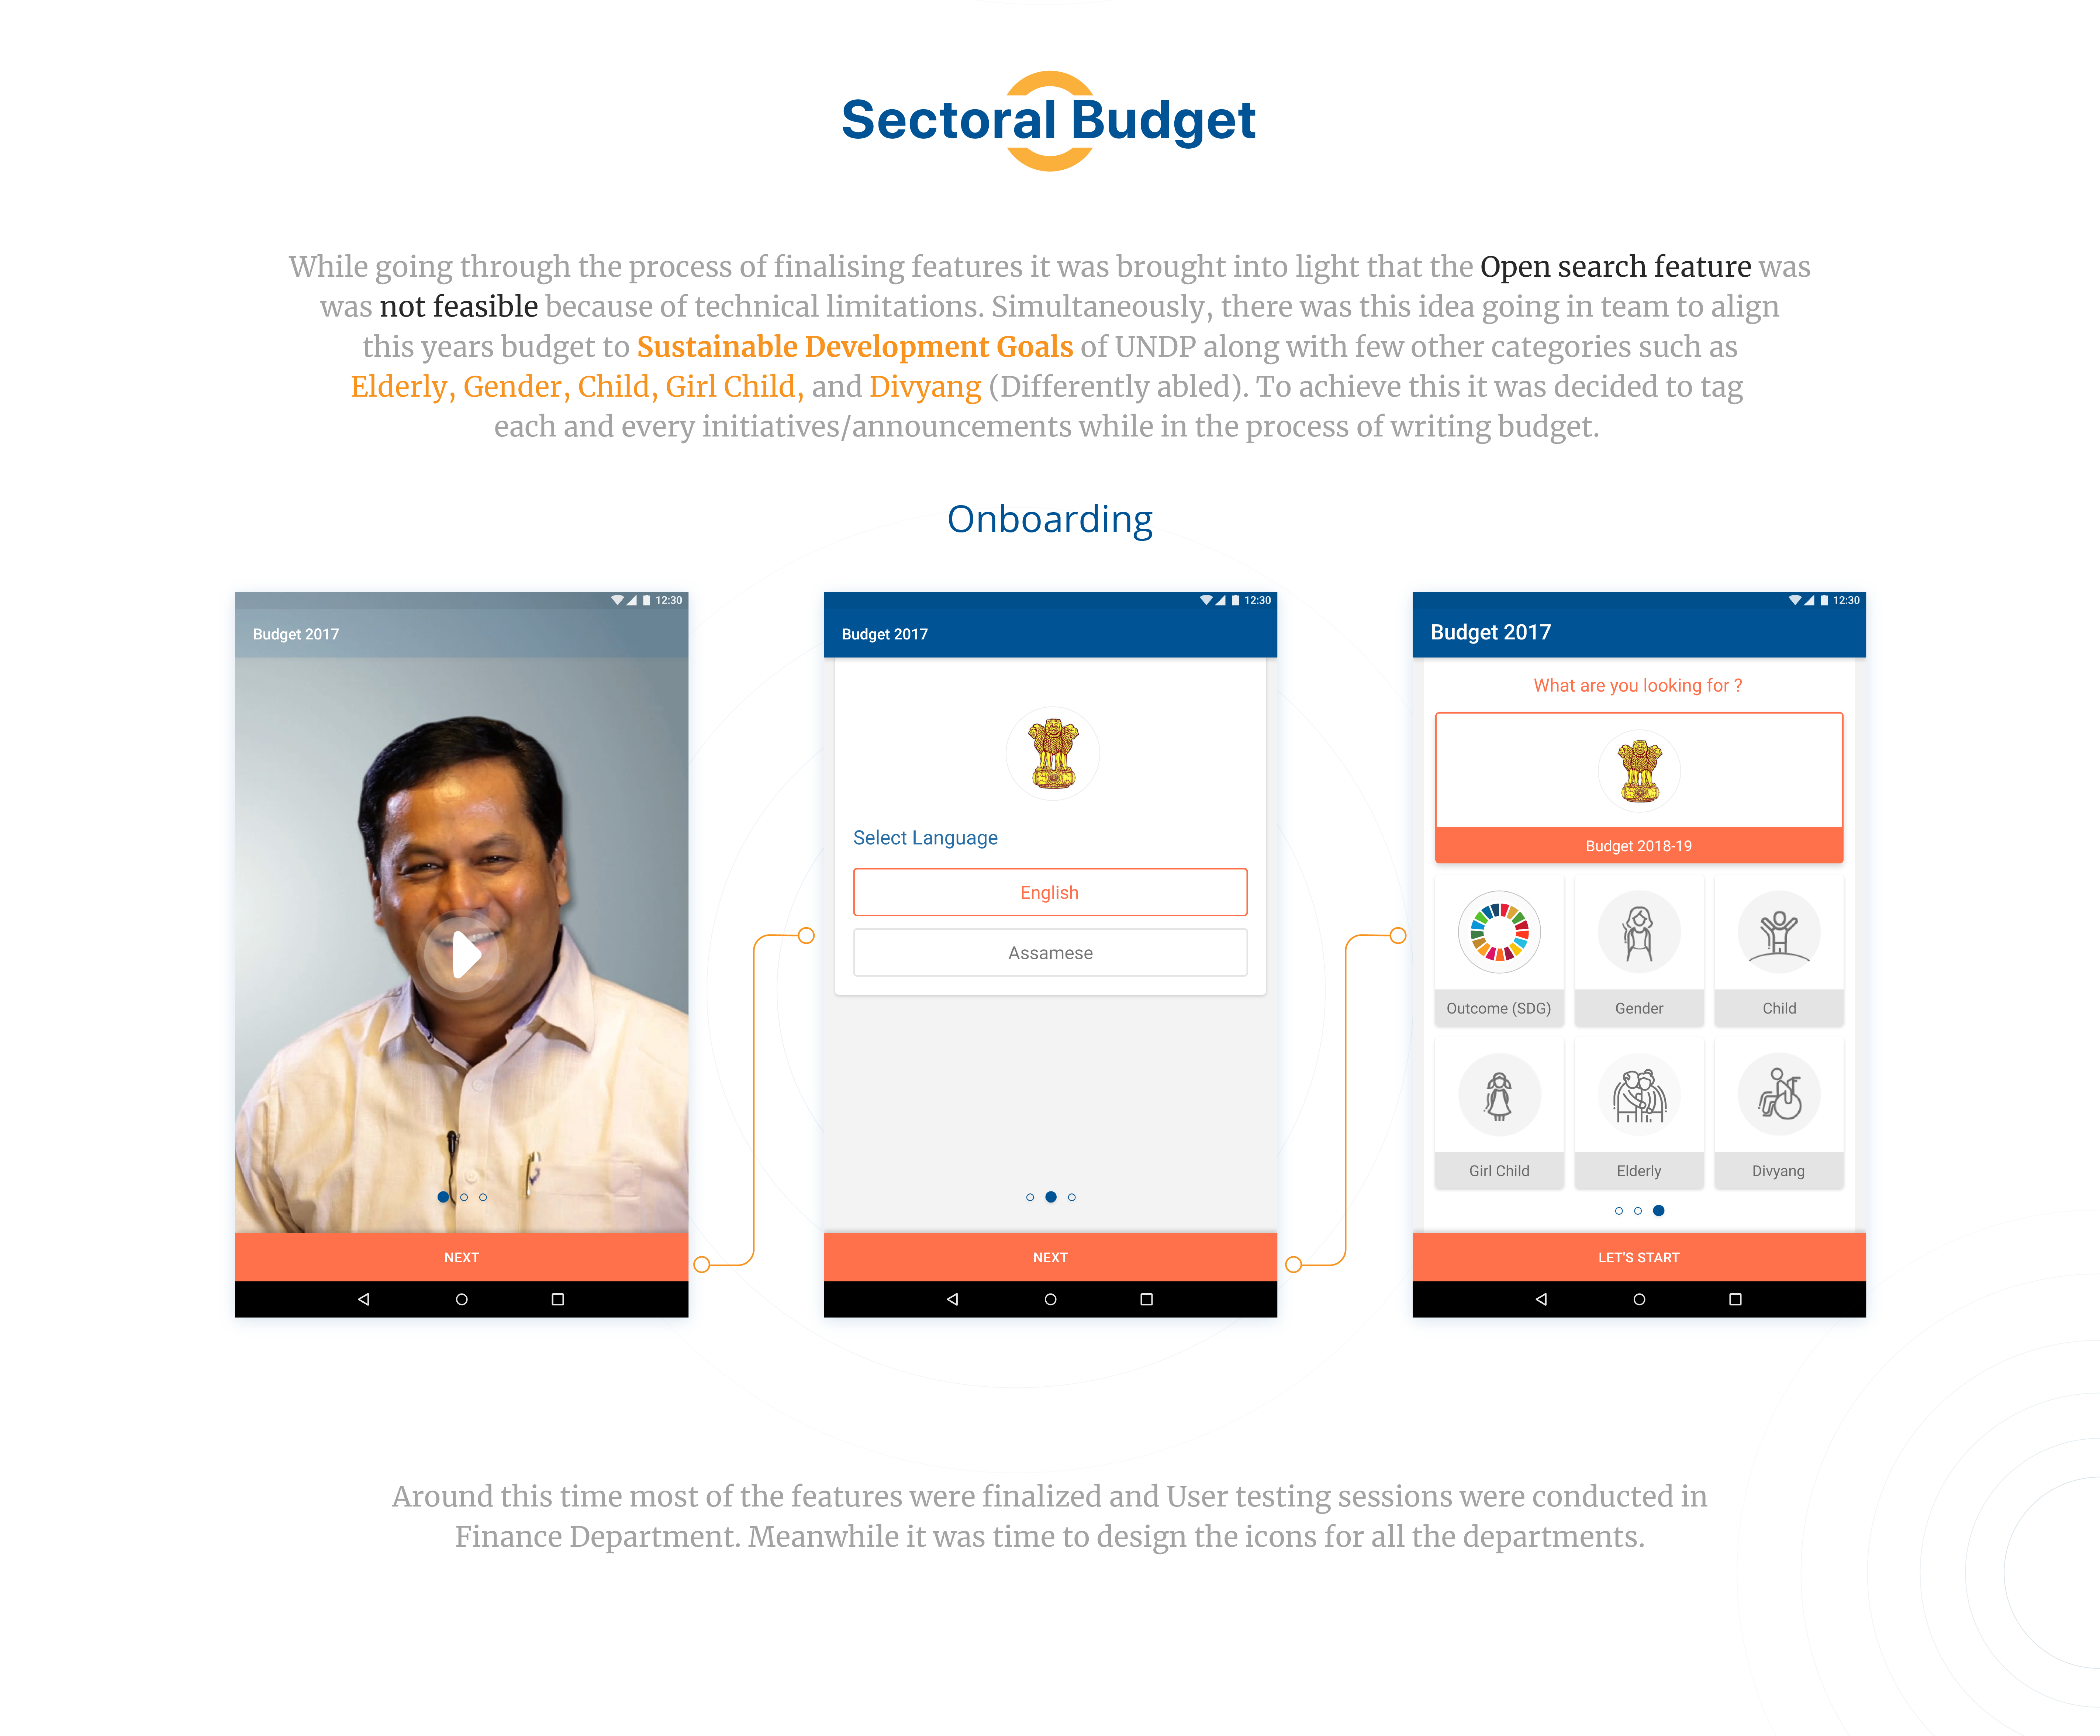 Sectoral Budget
While going through the process of finalising features it was brought into light that the Open search feature was
was not feasible because of technical limitations. Simultaneously, there was this idea going in team to align
this years budget to Sustainable Development Goals of UNDP along with few other categories such as
Elderly, Gender, Child, Girl Child, and Divyang (Differently abled). To achieve this it was decided to tag
each and every initiatives/announcements while in the process of writing budget.
Onboarding
12:30
Budget 2017
NEXT
12:30
Budget 2017
Select Language
English
Assamese
NEXT
12:30
Budget 2017
What are you looking for ?
Budget 2018-19
Outcome (SDG)
Gender
Child
Girl Child
Elderly
Divyang
LET'S START
Around this time most of the features were finalized and User testing sessions were conducted in
Finance Department. Meanwhile it was time to design the icons for all the departments.